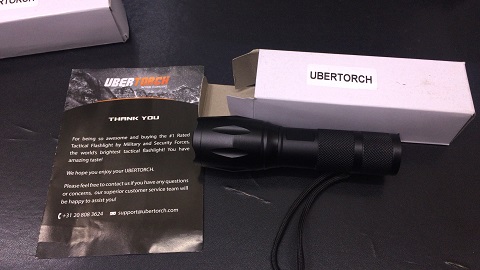 UBERTORCH
THANK YOU
For being so awesome and buying the #1 Rated
Tactical Flashlight by Military and Security Forces,
the world's brightest tactical flashlight! You have
amazing taste!
We hope you enjoy your UBERTORCH.
Please feel free to contact us if you have any questions
or concerns, our superior customer service team will
be happy to assist you!
+31 20 808 3624 support@ubertorch.com
UBERTORCH